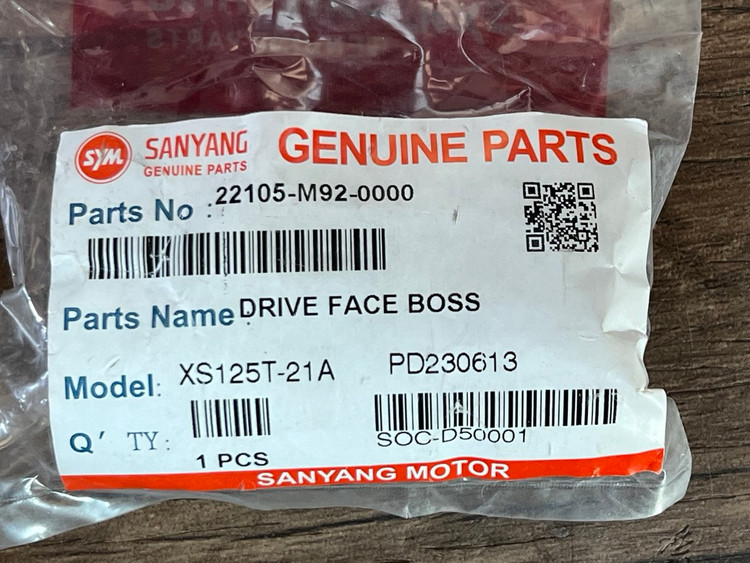 SYM SANYANG GENUINE PARTS
GENUINE PARTS
Parts No : 22105-M92-0000
Parts Name DRIVE FACE BOSS
Model: XS125T-21A PD230613
Q' TY: SOC-D50001
1 PCS
SANYANG MOTOR